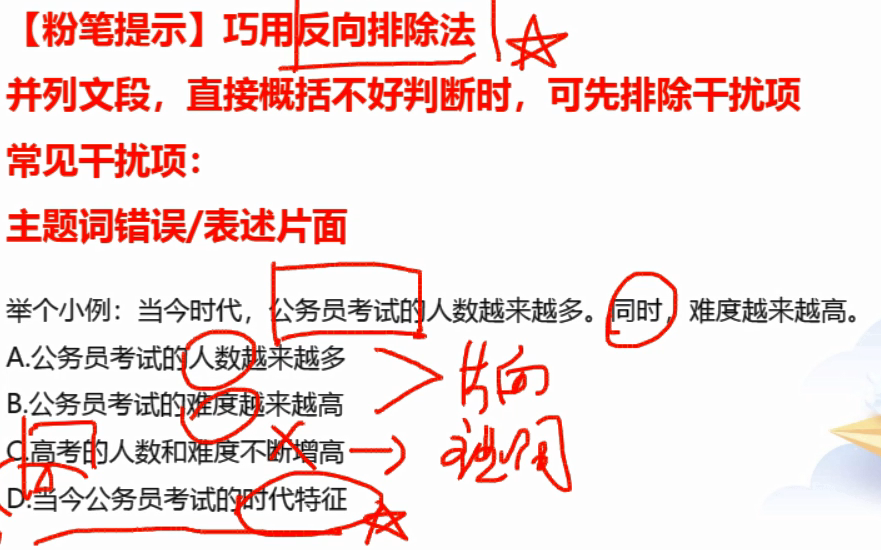 【粉笔提示】巧用反向排除法
并列文段，直接概括不好判断时，可先排除干扰项
常见干扰项：
主题词错误/表述片面
举个小例：当今时代，公务员考试的人数越来越多。同时，难度越来越高。
A.公务员考试的人数越来越多
B.公务员考试的难度越来越高
片面
C.高考的人数和难度不断增高
D.当今公务员考试的时代特征